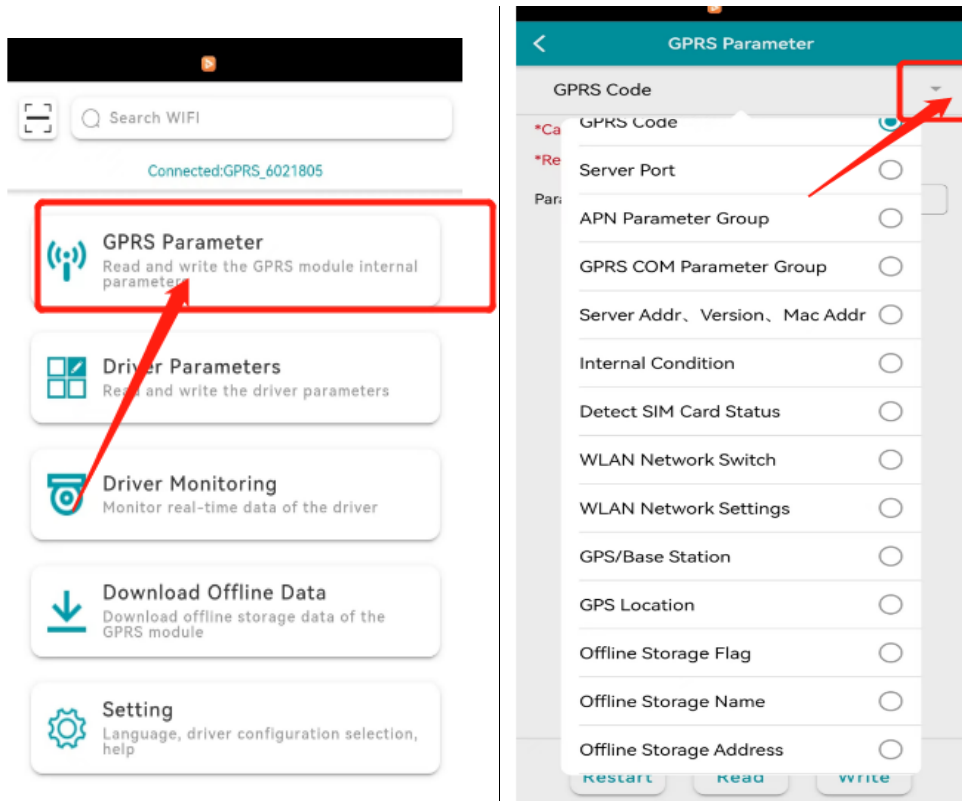 Search WIFI
Connected:GPRS_6021805
GPRS Parameter
Read and write the GPRS module internal
parameters
Driver Parameters
Read and write the driver parameters
Driver Monitoring
Monitor real-time data of the driver
Download Offline Data
Download offline storage data of the
GPRS module
Setting
Language, driver configuration selection,
help
GPRS Parameter
GPRS Code
*Ca
GPRS Code
*Re
Server Port
Para
APN Parameter Group
GPRS COM Parameter Group
Server Addr、Version、Mac Addr
Internal Condition
Detect SIM Card Status
WLAN Network Switch
WLAN Network Settings
GPS/Base Station
GPS Location
Offline Storage Flag
Offline Storage Name
Offline Storage Address
Restart Read Write